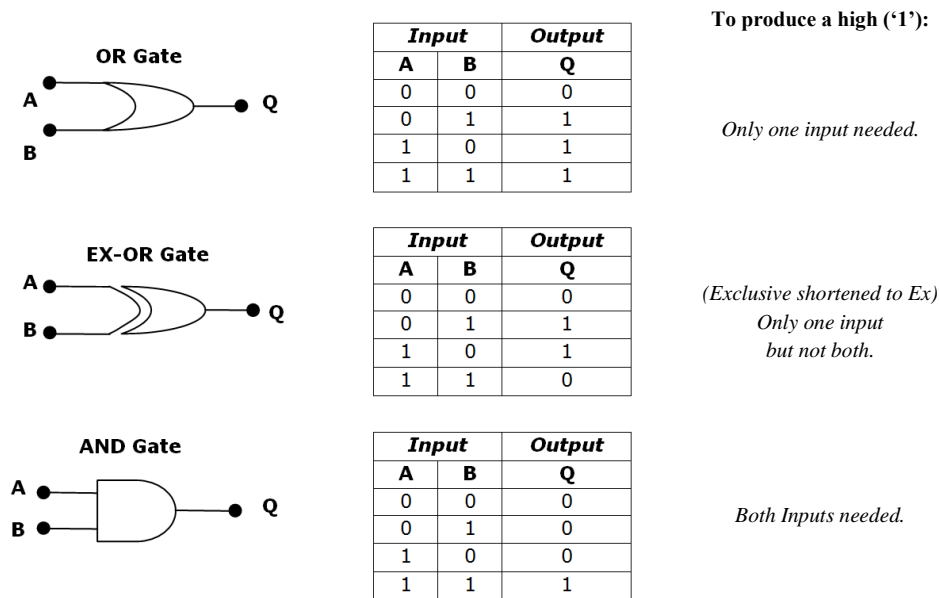 To produce a high (‘1’):
OR Gate
A
B
Q
Input Output
A B Q
0 0 0
0 1 1
1 0 1
1 1 1
Only one input needed.
EX-OR Gate
A
B
Q
Input Output
A B Q
0 0 0
0 1 1
1 0 1
1 1 0
(Exclusive shortened to Ex)
Only one input
but not both.
AND Gate
A
B
Q
Input Output
A B Q
0 0 0
0 1 0
1 0 0
1 1 1
Both Inputs needed.